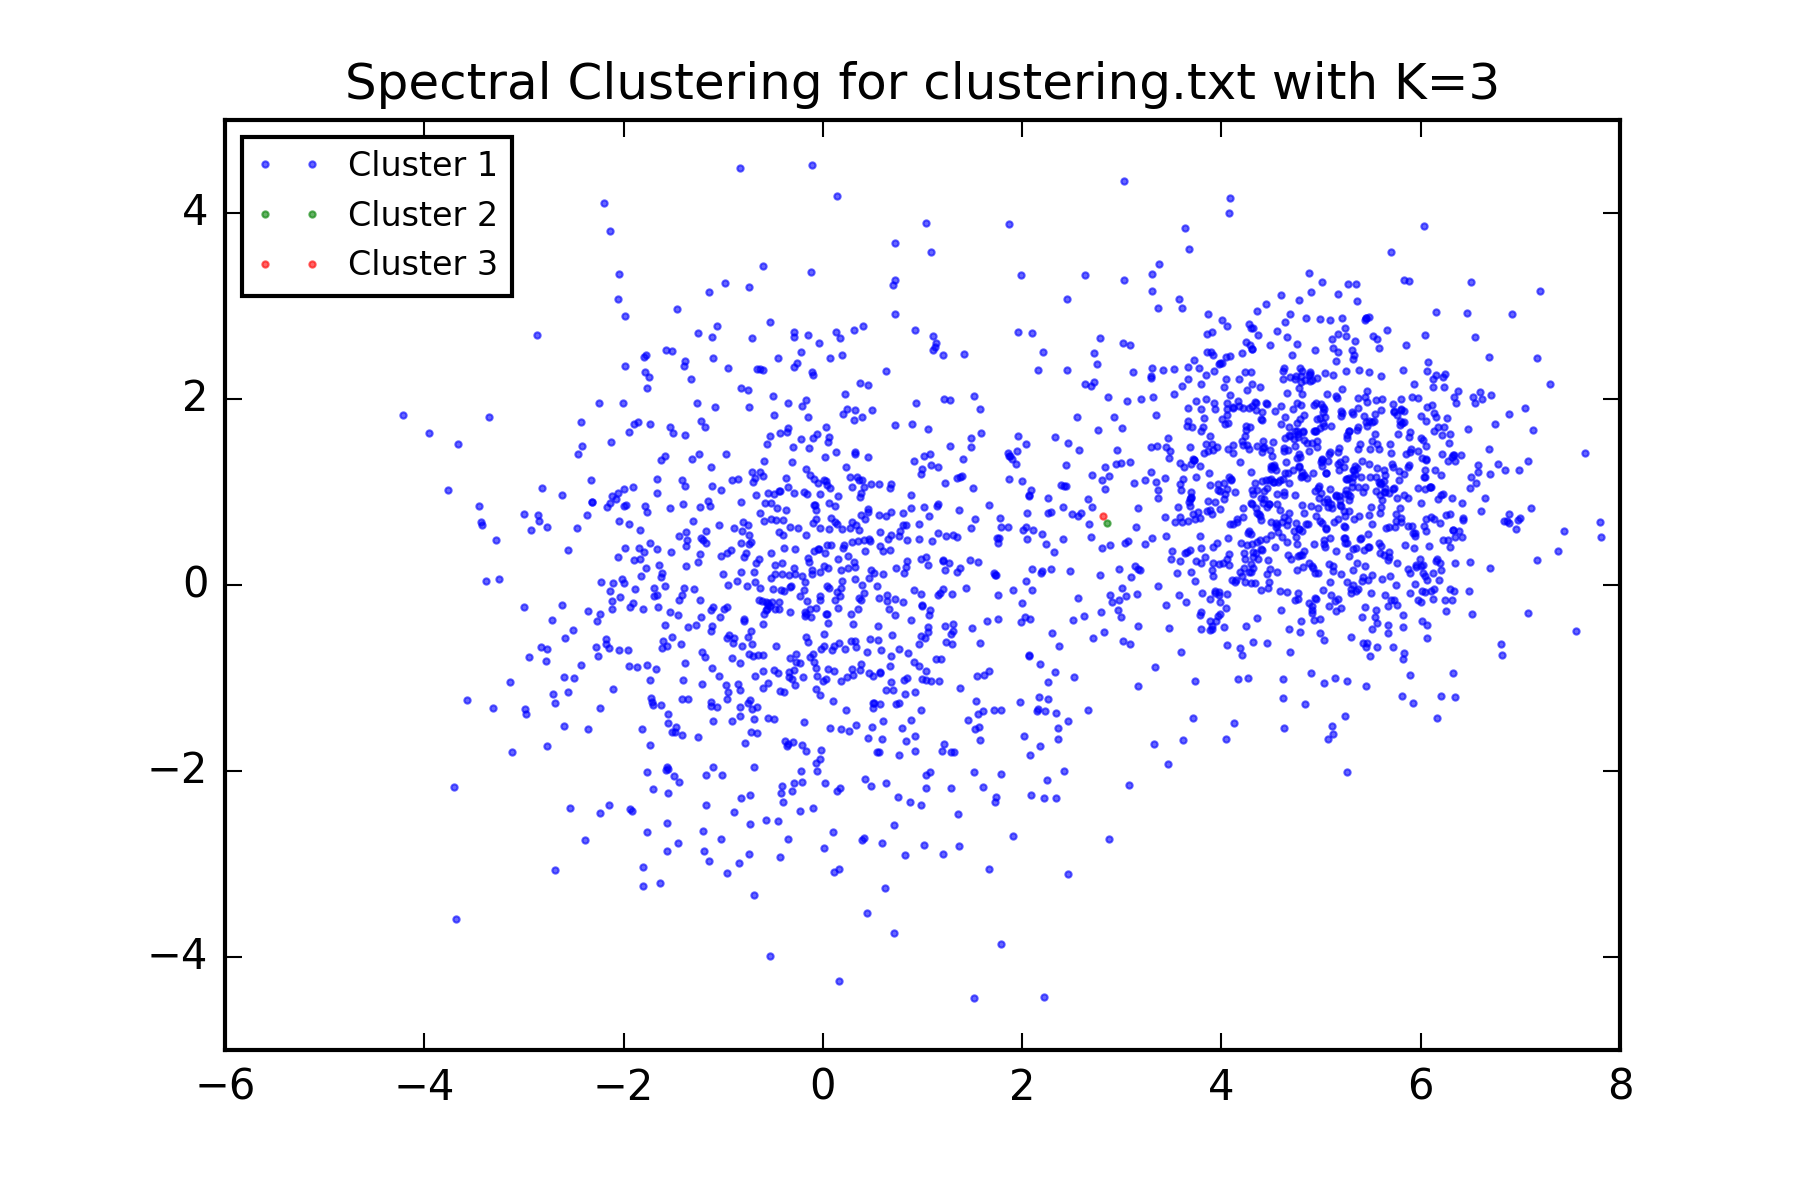 Spectral Clustering for clustering.txt with K=3
Cluster 1
Cluster 2
Cluster 3
4
2
0
−2
−4
−6 −4 −2 0 2 4 6 8